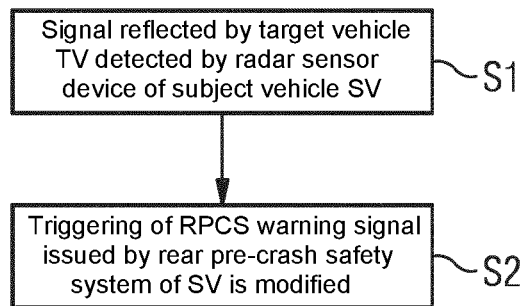 Signal reflected by target vehicle
TV detected by radar sensor
device of subject vehicle SV
S1
Triggering of RPCS warning signal
issued by rear pre-crash safety
system of SV is modified
S2